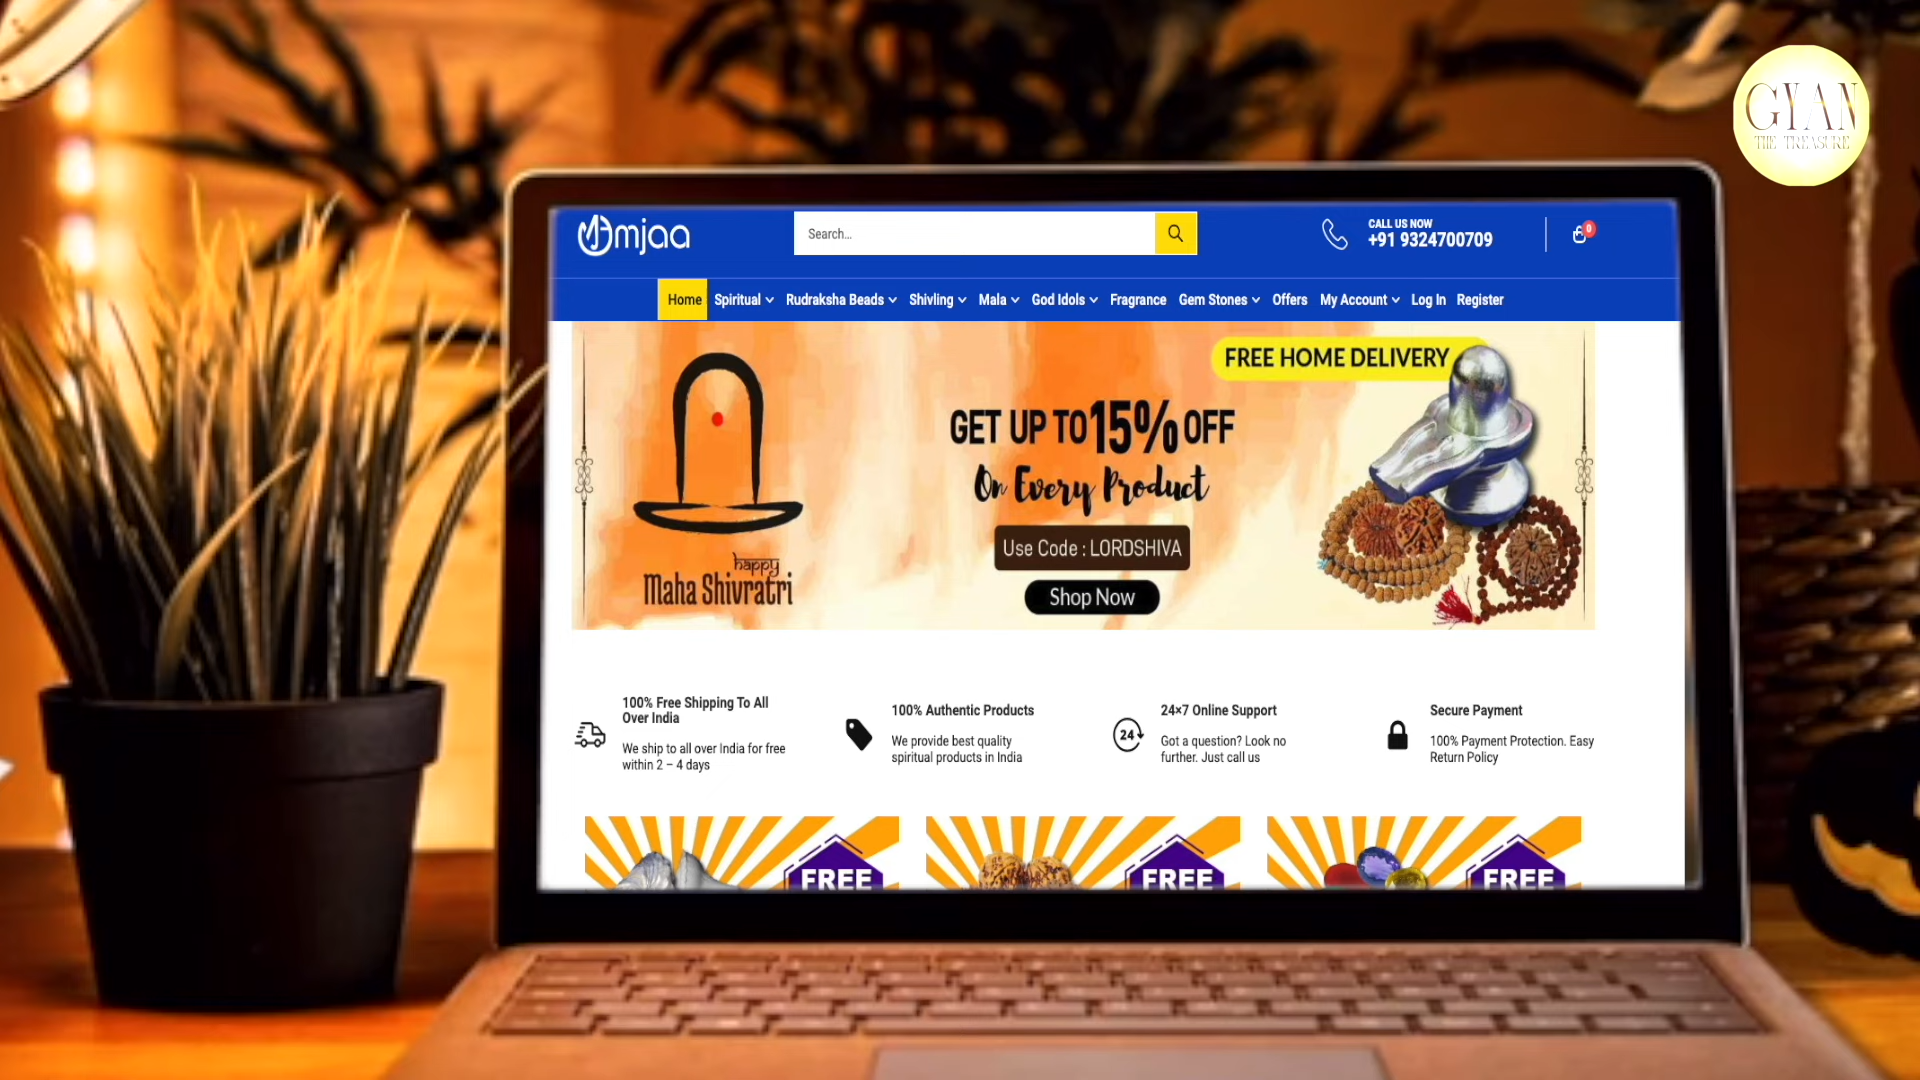 GYAN
THE TREASURE
Omjaa
Search...
CALL US NOW
+91 9324700709
0
Home Spiritual Rudraksha Beads Shivling Mala God Idols Fragrance Gem Stones Offers My Account Log In Register
FREE HOME DELIVERY
GET UP TO 15% OFF
On Every Product
Use Code : LORDSHIVA
Shop Now
happy
Maha Shivratri
100% Free Shipping To All
Over India
We ship to all over India for free
within 2 – 4 days
100% Authentic Products
We provide best quality
spiritual products in India
24
24×7 Online Support
Got a question? Look no
further. Just call us
Secure Payment
100% Payment Protection. Easy
Return Policy
FREE
FREE
FREE